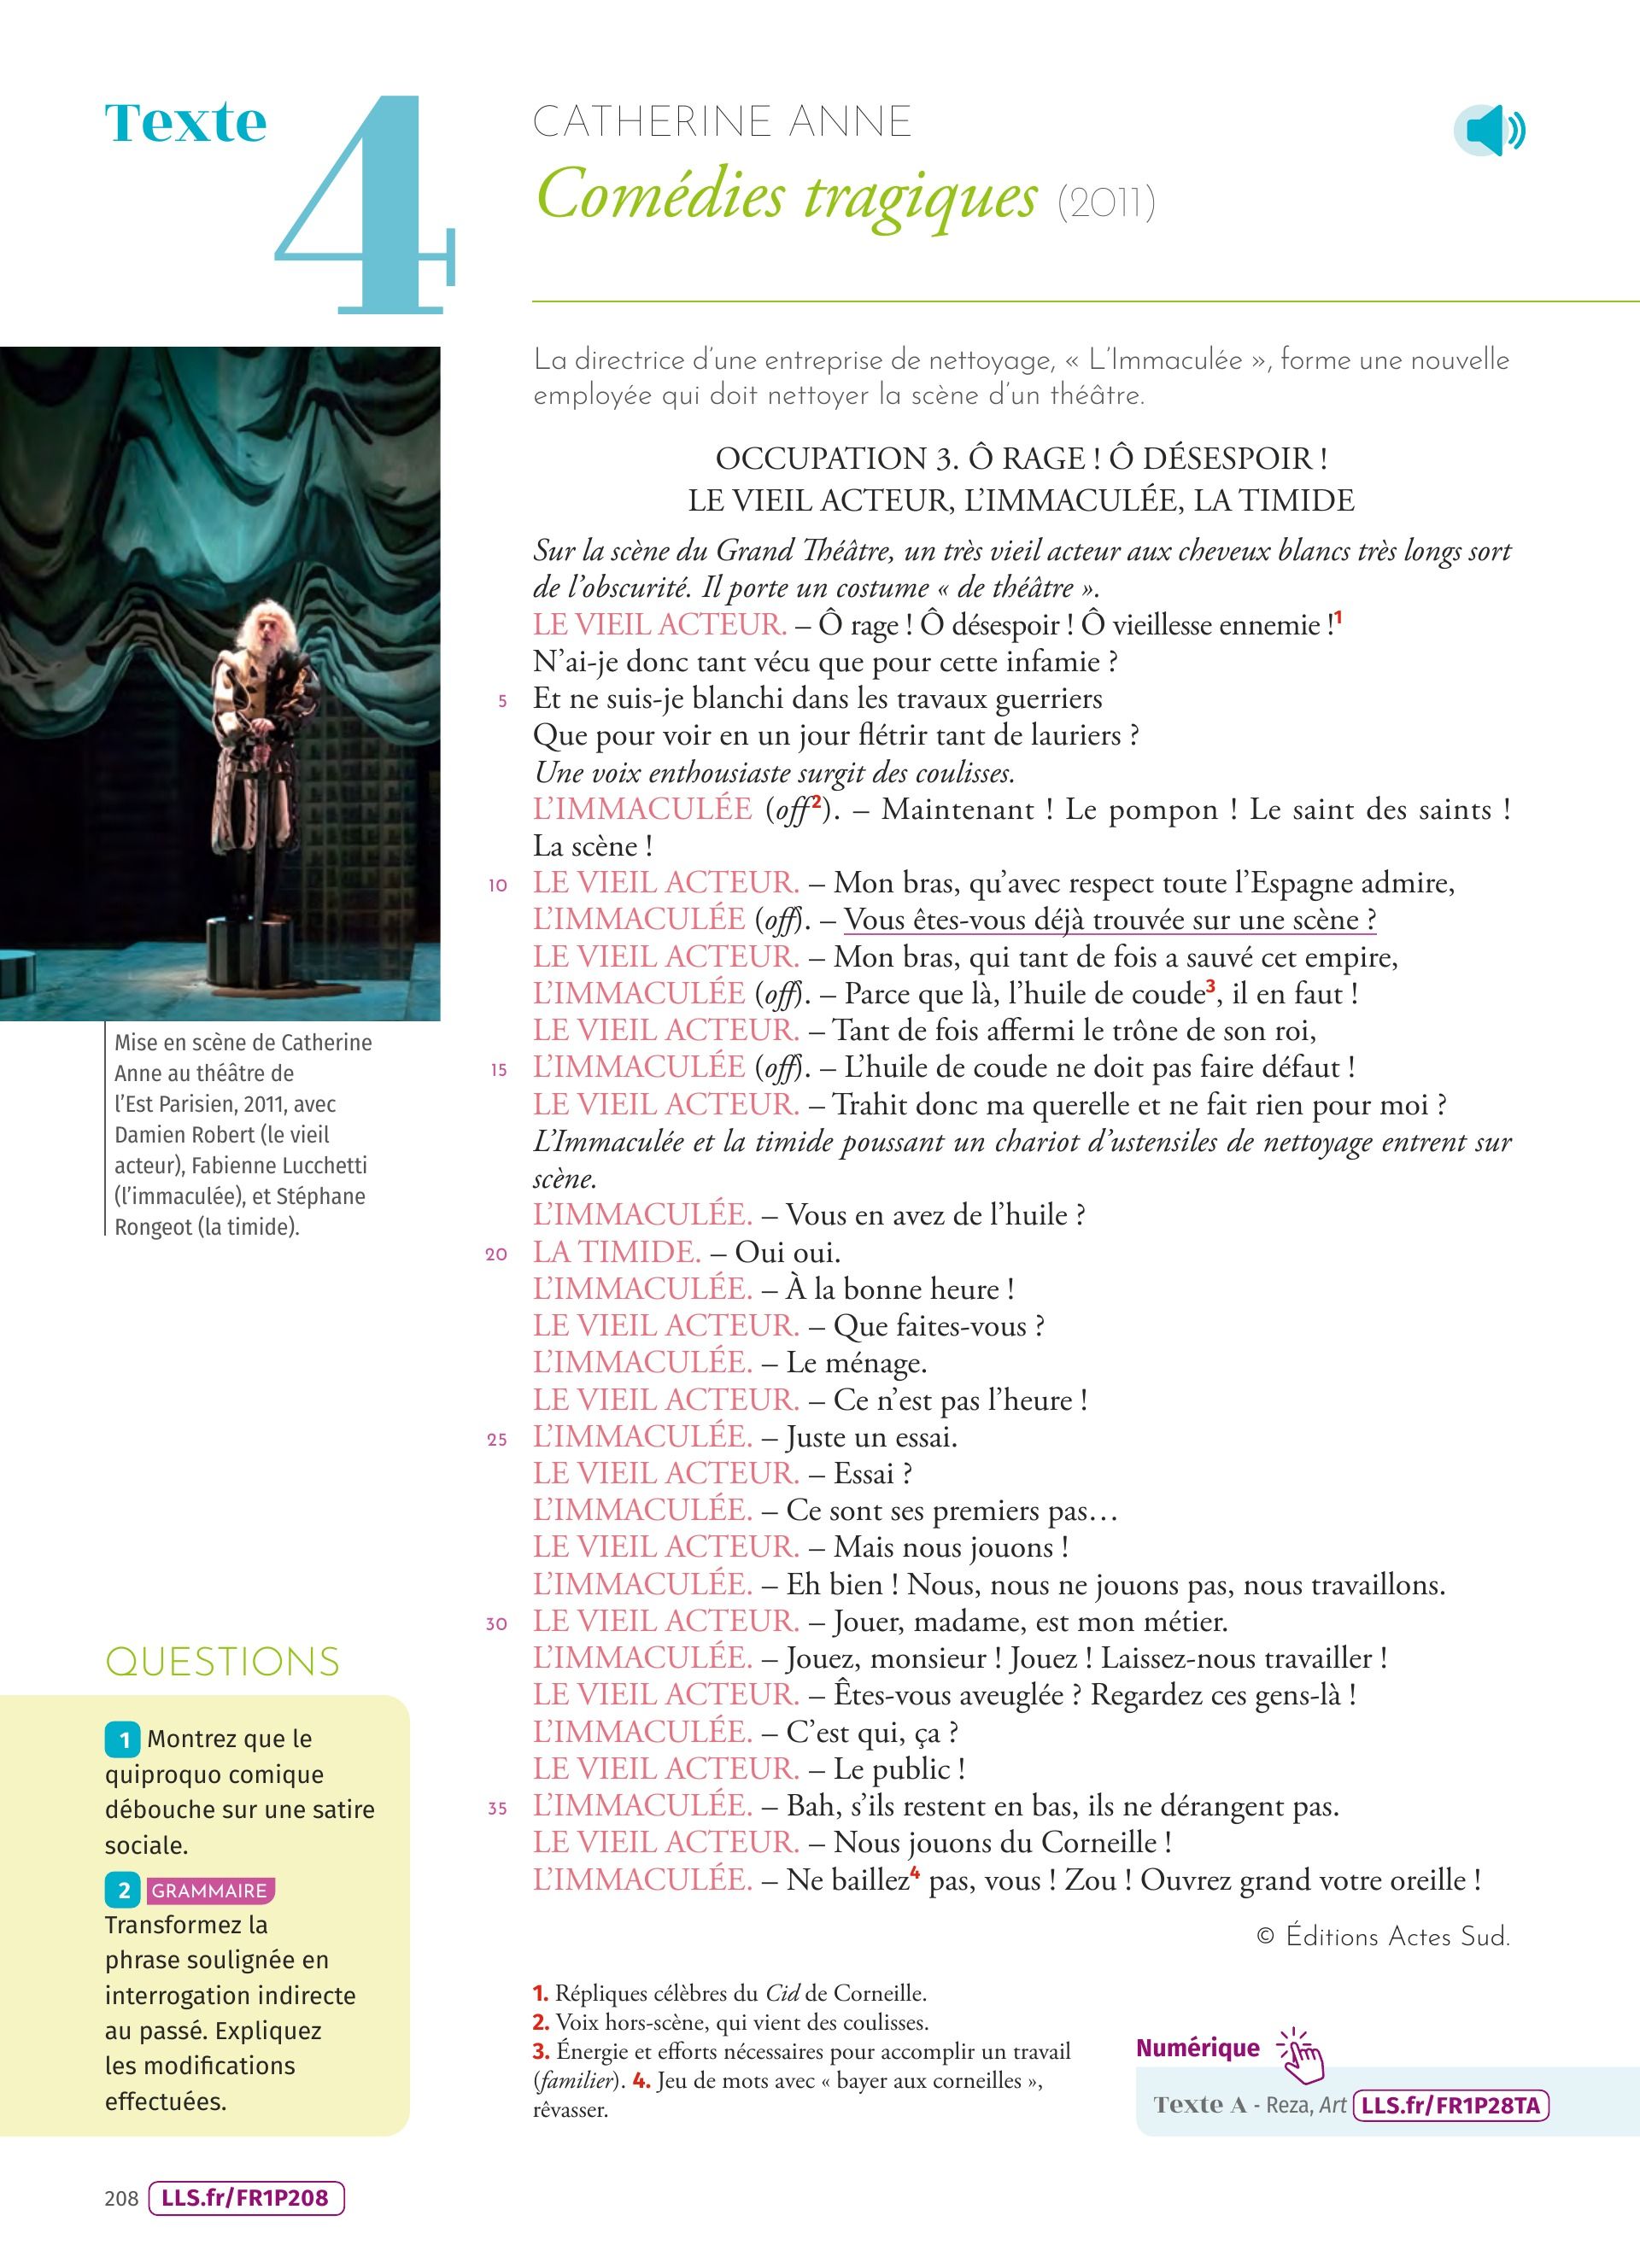 Texte 4
CATHERINE ANNE
Comédies tragiques (2011)
La directrice d'une entreprise de nettoyage, « L'Immaculée », forme une nouvelle
employée qui doit nettoyer la scène d'un théâtre.
OCCUPATION 3. Ô RAGE ! Ô DÉSESPOIR !
LE VIEIL ACTEUR, L'IMMACULÉE, LA TIMIDE
Sur la scène du Grand Théâtre, un très vieil acteur aux cheveux blancs très longs sort
de l'obscurité. Il porte un costume « de théâtre ».
LE VIEIL ACTEUR. – Ô rage ! Ô désespoir ! Ô vieillesse ennemie !1
N'ai-je donc tant vécu que pour cette infamie ?
5 Et ne suis-je blanchi dans les travaux guerriers
Que pour voir en un jour flétrir tant de lauriers ?
Une voix enthousiaste surgit des coulisses.
L'IMMACULÉE (off2). – Maintenant ! Le pompon ! Le saint des saints !
La scène !
10 LE VIEIL ACTEUR. – Mon bras, qu'avec respect toute l'Espagne admire,
L'IMMACULÉE (off). – Vous êtes-vous déjà trouvée sur une scène ?
LE VIEIL ACTEUR. – Mon bras, qui tant de fois a sauvé cet empire,
L'IMMACULÉE (off). – Parce que là, l'huile de coude3, il en faut !
LE VIEIL ACTEUR. – Tant de fois affermi le trône de son roi,
15 L'IMMACULÉE (off). – L'huile de coude ne doit pas faire défaut !
LE VIEIL ACTEUR. – Trahit donc ma querelle et ne fait rien pour moi ?
L'Immaculée et la timide poussant un chariot d'ustensiles de nettoyage entrent sur
scène.
L'IMMACULÉE. – Vous en avez de l'huile ?
20 LA TIMIDE. – Oui oui.
L'IMMACULÉE. – À la bonne heure !
LE VIEIL ACTEUR. – Que faites-vous ?
L'IMMACULÉE. – Le ménage.
LE VIEIL ACTEUR. – Ce n'est pas l'heure !
25 L'IMMACULÉE. – Juste un essai.
LE VIEIL ACTEUR. – Essai ?
L'IMMACULÉE. – Ce sont ses premiers pas…
LE VIEIL ACTEUR. – Mais nous jouons !
L'IMMACULÉE. – Eh bien ! Nous, nous ne jouons pas, nous travaillons.
30 LE VIEIL ACTEUR. – Jouer, madame, est mon métier.
L'IMMACULÉE. – Jouez, monsieur ! Jouez ! Laissez-nous travailler !
LE VIEIL ACTEUR. – Êtes-vous aveuglée ? Regardez ces gens-là !
L'IMMACULÉE. – C'est qui, ça ?
LE VIEIL ACTEUR. – Le public !
35 L'IMMACULÉE. – Bah, s'ils restent en bas, ils ne dérangent pas.
LE VIEIL ACTEUR. – Nous jouons du Corneille !
L'IMMACULÉE. – Ne baillez4 pas, vous ! Zou ! Ouvrez grand votre oreille !
© Éditions Actes Sud.
1. Répliques célèbres du Cid de Corneille.
2. Voix hors-scène, qui vient des coulisses.
3. Énergie et efforts nécessaires pour accomplir un travail
(familier). 4. Jeu de mots avec « bayer aux corneilles »,
rêvasser.
Mise en scène de Catherine
Anne au théâtre de
l'Est Parisien, 2011, avec
Damien Robert (le vieil
acteur), Fabienne Lucchetti
(l'immaculée), et Stéphane
Rongeot (la timide).
QUESTIONS
1 Montrez que le
quiproquo comique
débouche sur une satire
sociale.
2 GRAMMAIRE
Transformez la
phrase soulignée en
interrogation indirecte
au passé. Expliquez
les modifications
effectuées.
Numérique
Texte A - Reza, Art LLS.fr/FR1P28TA
208 LLS.fr/FR1P208